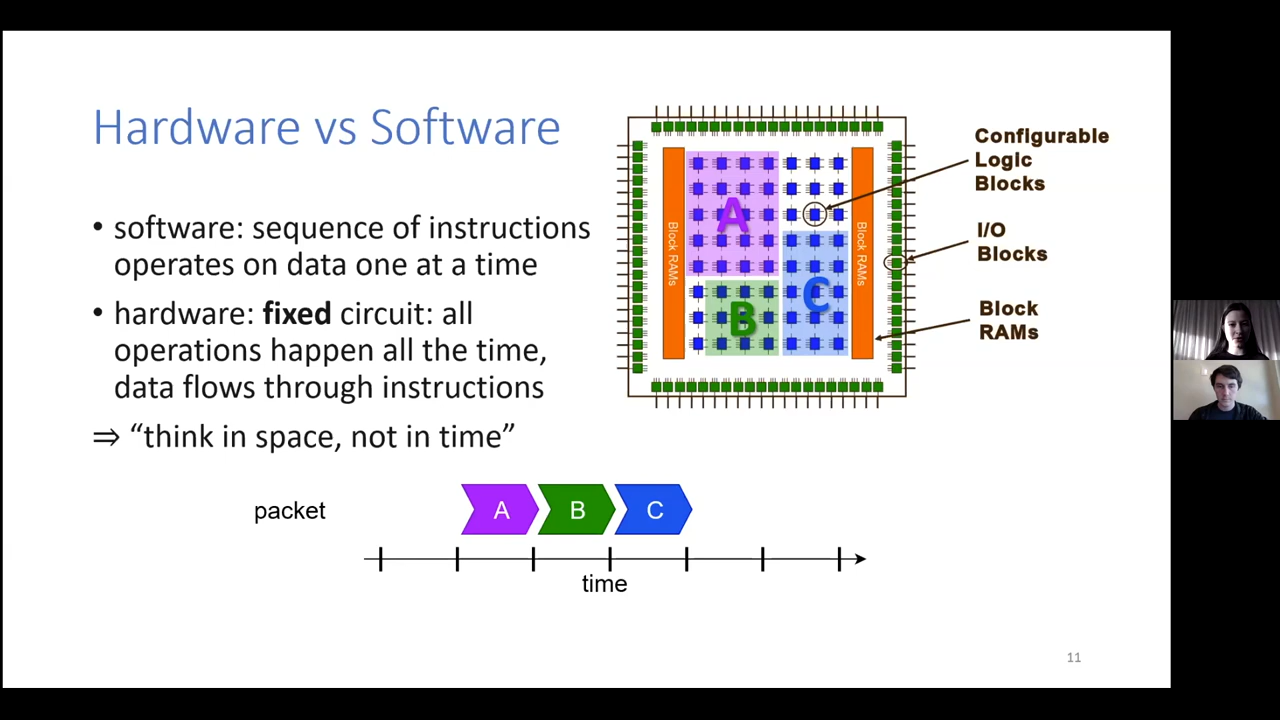 Hardware vs Software
• software: sequence of instructions
operates on data one at a time
• hardware: fixed circuit: all
operations happen all the time,
data flows through instructions
⇒ “think in space, not in time”
Block RAMs
A
B
C
Block RAMs
Configurable
Logic
Blocks
I/O
Blocks
Block
RAMs
packet
A B C
time
11